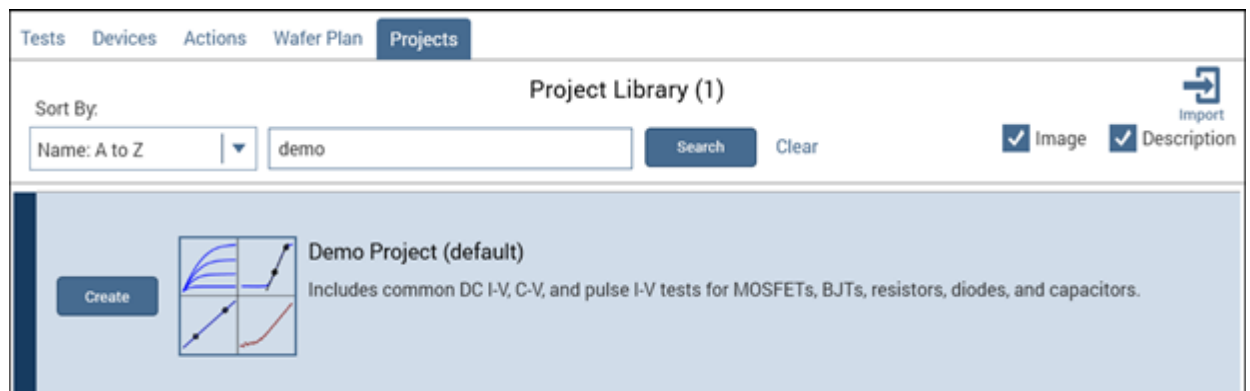 Tests Devices Actions Wafer Plan Projects
Project Library (1)
Import
Sort By:
Name: A to Z demo Search Clear Image Description
Demo Project (default)
Create
Includes common DC I-V, C-V, and pulse I-V tests for MOSFETs, BJTs, resistors, diodes, and capacitors.